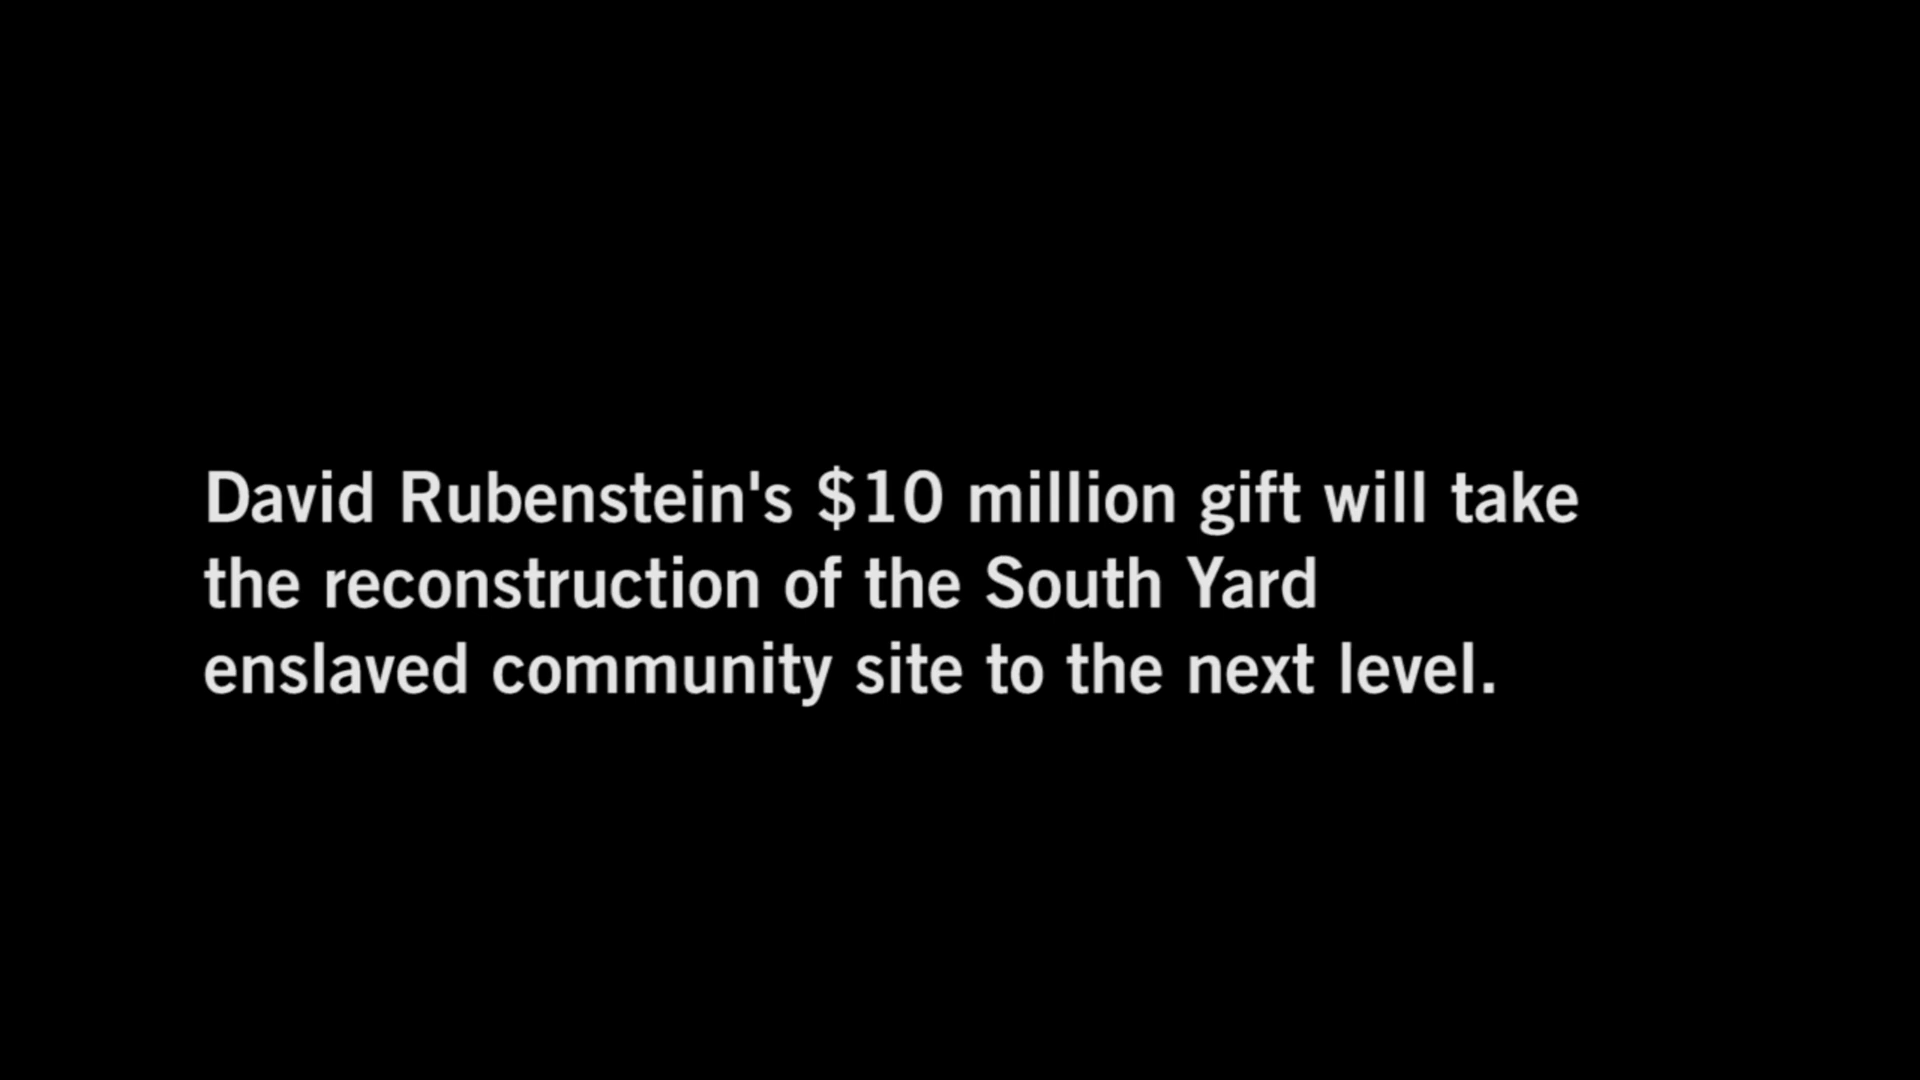 David Rubenstein's $10 million gift will take
the reconstruction of the South Yard
enslaved community site to the next level.